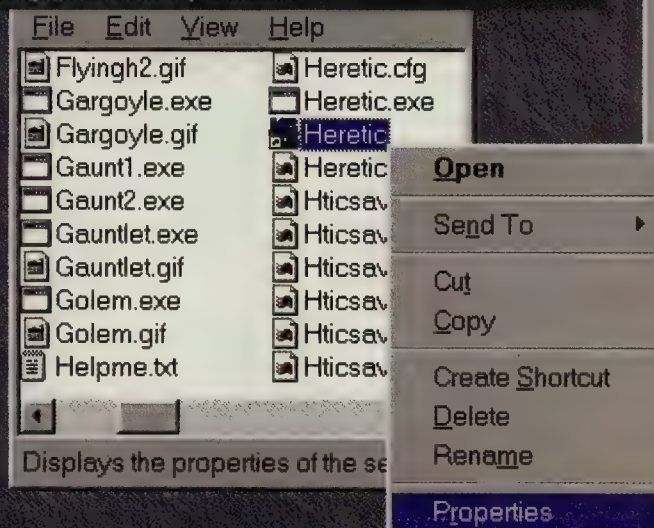 File Edit View Help
Flyingh2.gif
Gargoyle.exe
Gargoyle.gif
Gaunt1.exe
Gaunt2.exe
Gauntlet.exe
Gauntlet.gif
Golem.exe
Golem.gif
Helpme.txt
Heretic.cfg
Heretic.exe
Heretic
Heretic
Hticsav
Hticsav
Hticsav
Hticsav
Hticsav
Hticsav
Open
Send To
Cut
Copy
Create Shortcut
Delete
Rename
Properties
Displays the properties of the se